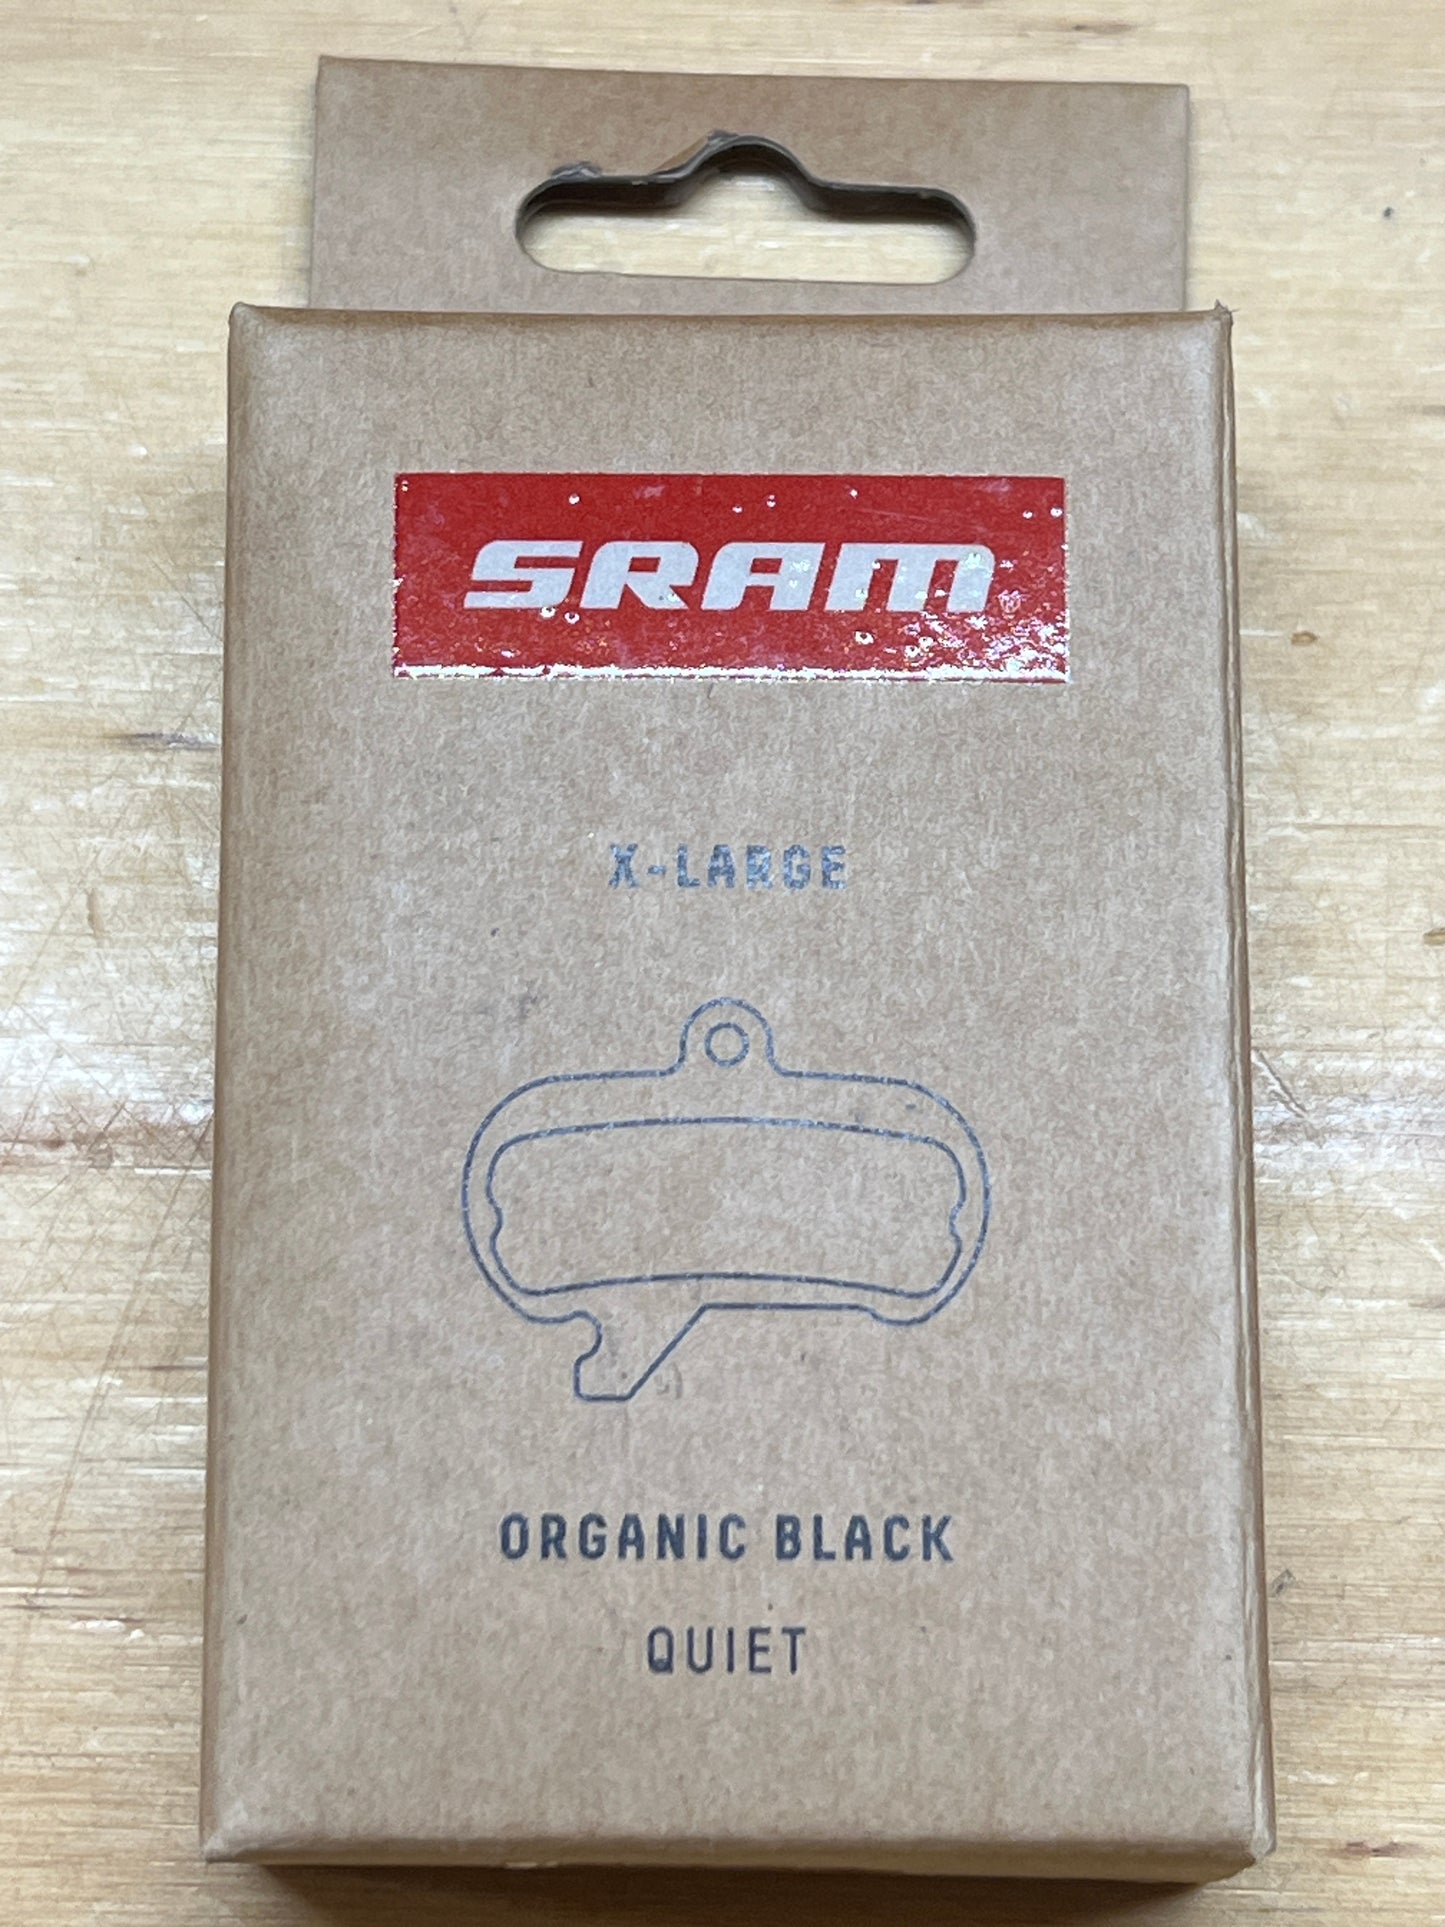 SRAM
X-LARGE
ORGANIC BLACK
QUIET